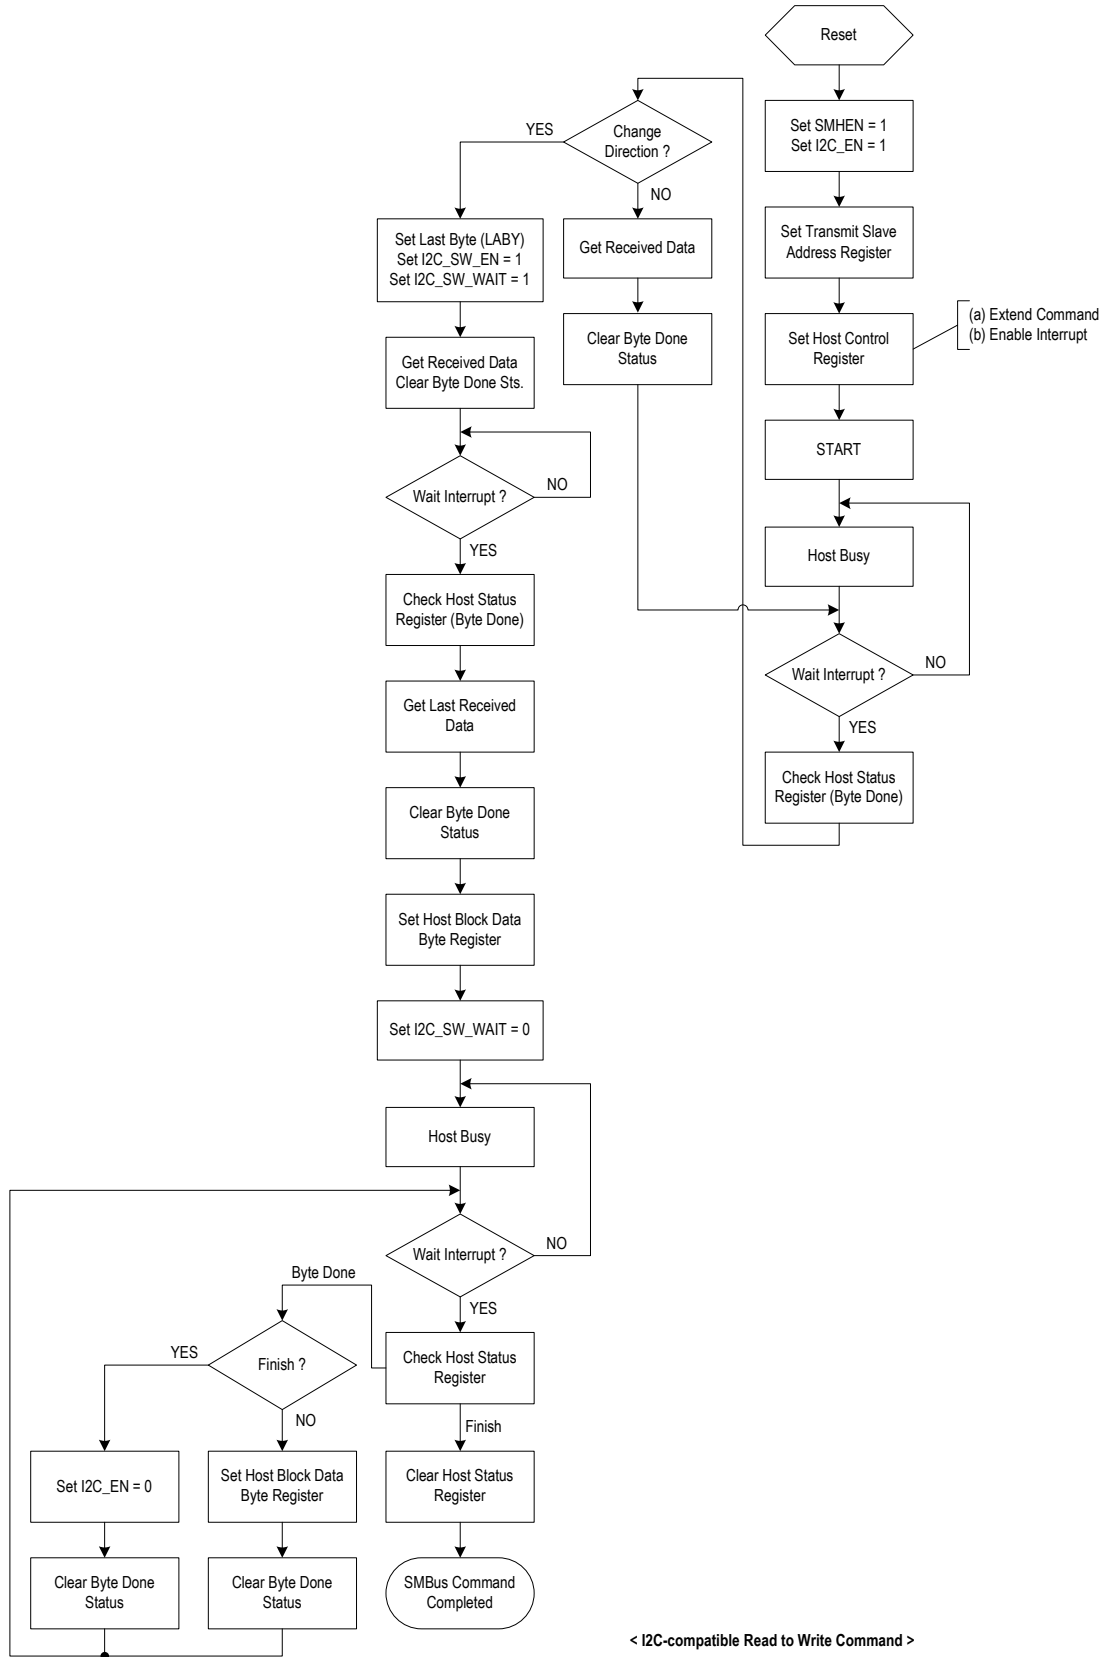 Reset
Set SMHEN = 1
Set I2C_EN = 1
Set Transmit Slave
Address Register
Set Host Control
Register
(a) Extend Command
(b) Enable Interrupt
START
Host Busy
Wait Interrupt ?
NO
YES
Check Host Status
Register (Byte Done)
Change
Direction ?
YES
NO
Get Received Data
Clear Byte Done
Status
Set Last Byte (LABY)
Set I2C_SW_EN = 1
Set I2C_SW_WAIT = 1
Get Received Data
Clear Byte Done Sts.
Wait Interrupt ?
NO
YES
Check Host Status
Register (Byte Done)
Get Last Received
Data
Clear Byte Done
Status
Set Host Block Data
Byte Register
Set I2C_SW_WAIT = 0
Host Busy
Wait Interrupt ?
NO
YES
Check Host Status
Register
Byte Done
Finish ?
YES
NO
Set I2C_EN = 0
Clear Byte Done
Status
Set Host Block Data
Byte Register
Clear Byte Done
Status
Finish
Clear Host Status
Register
SMBus Command
Completed
< I2C-compatible Read to Write Command >